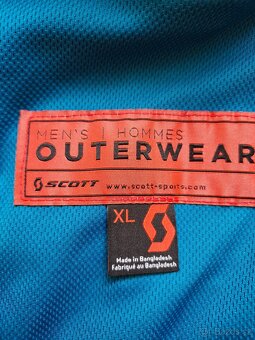 MEN'S | HOMMES
OUTERWEAR
SCOTT www.scott-sports.com
XL
Made in Bangladesh
Fabriqué au Bangladesh